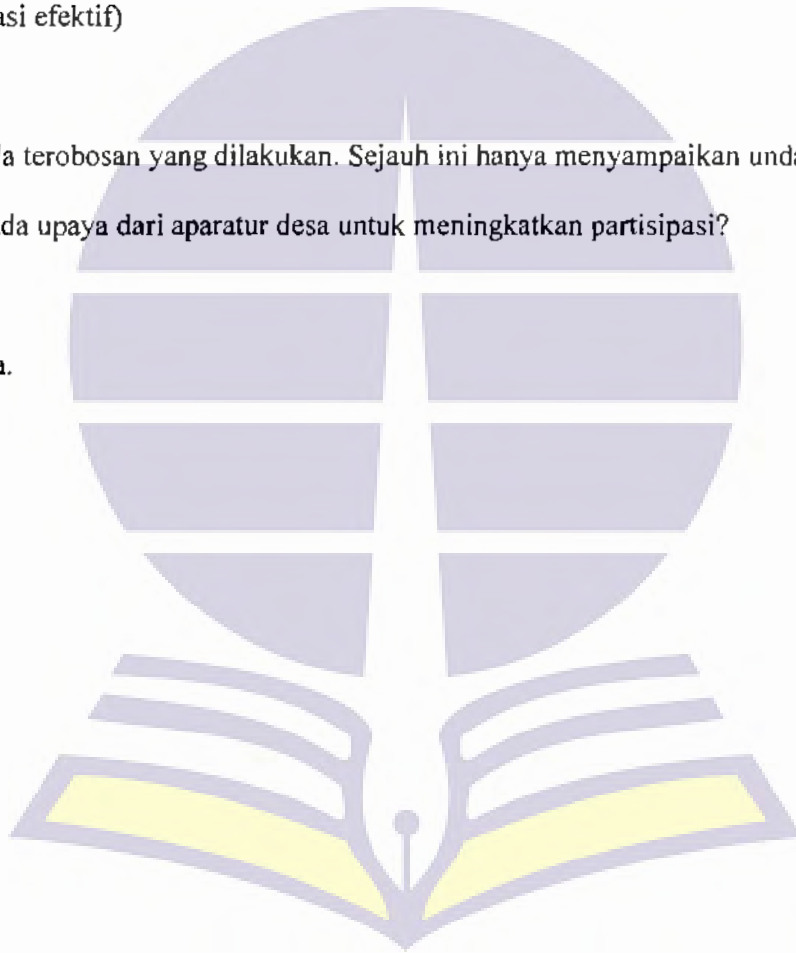 asi efektif)
a terobosan yang dilakukan. Sejauh ini hanya menyampaikan unda
da upaya dari aparatur desa untuk meningkatkan partisipasi?
a.